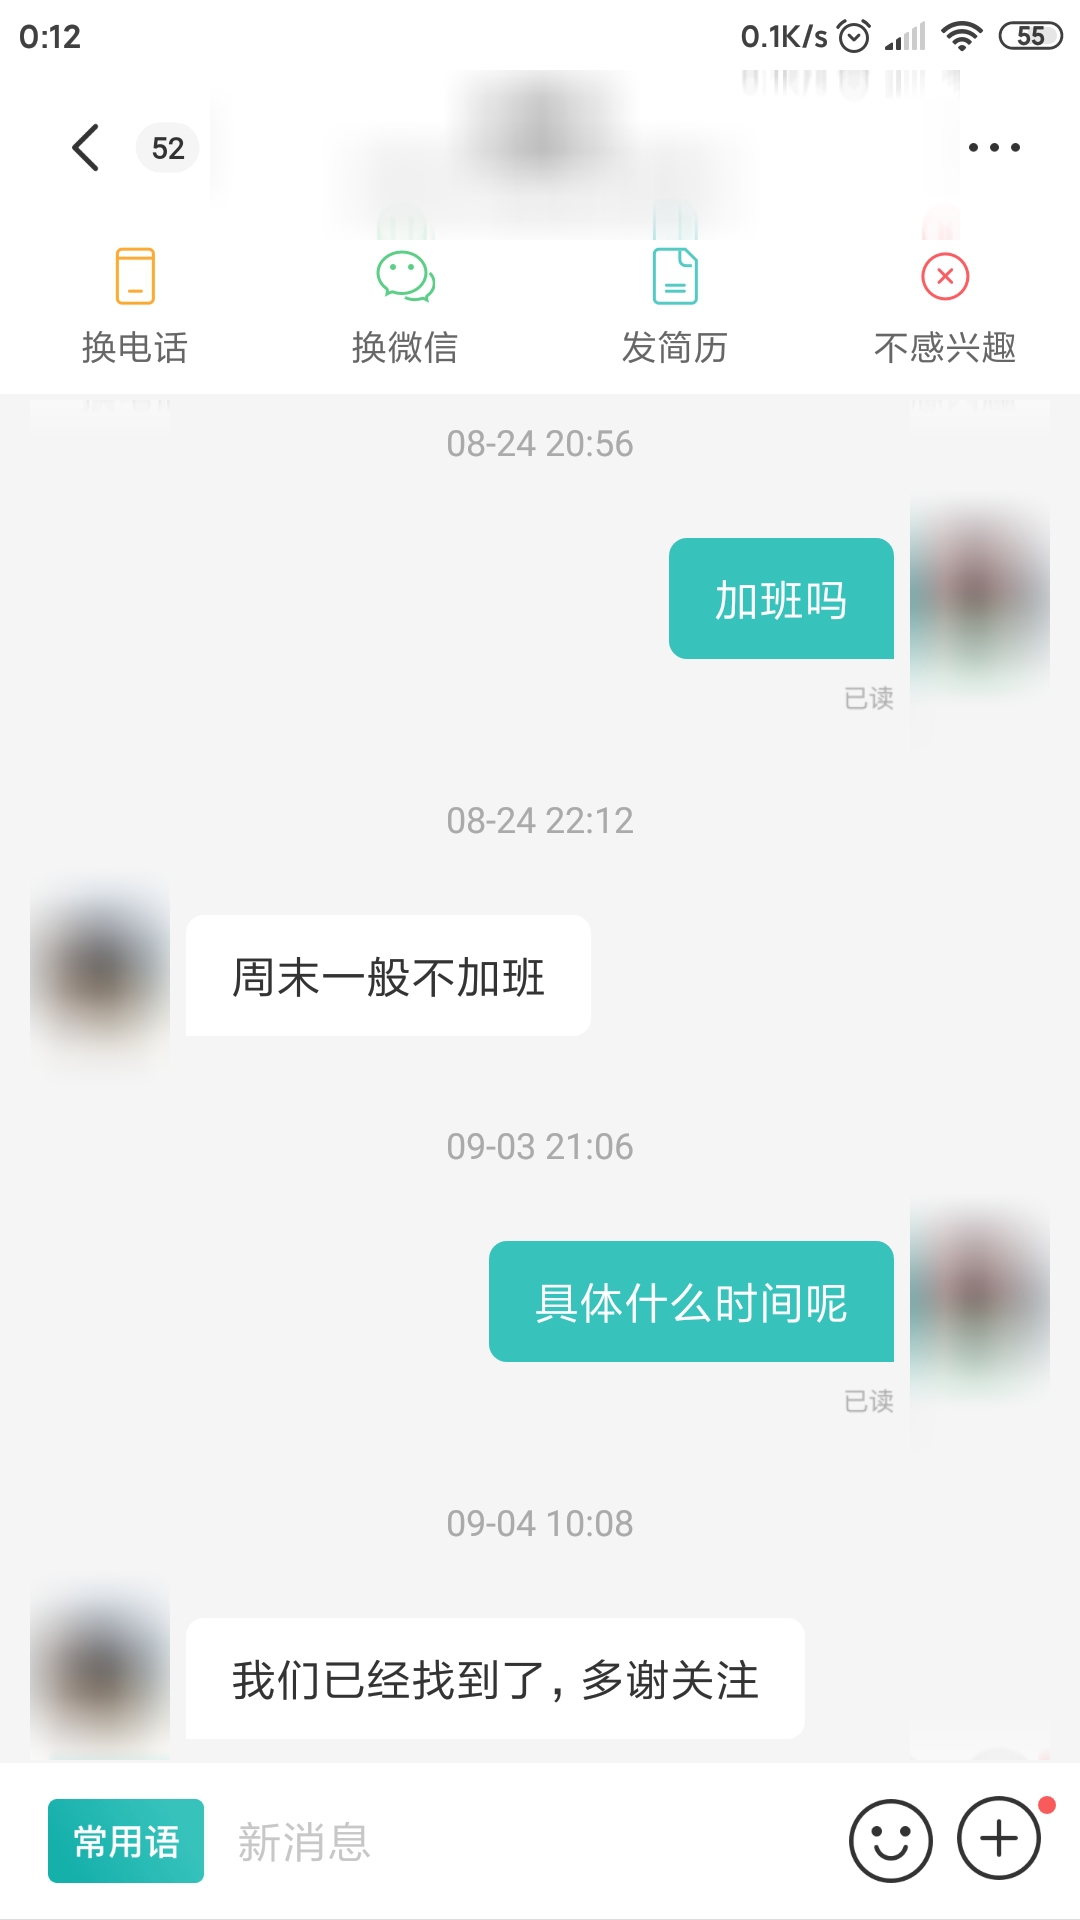 0:12 0.1K/s 55
52
换电话 换微信 发简历 不感兴趣
08-24 20:56
加班吗
已读
08-24 22:12
周末一般不加班
09-03 21:06
具体什么时间呢
已读
09-04 10:08
我们已经找到了，多谢关注
常用语 新消息